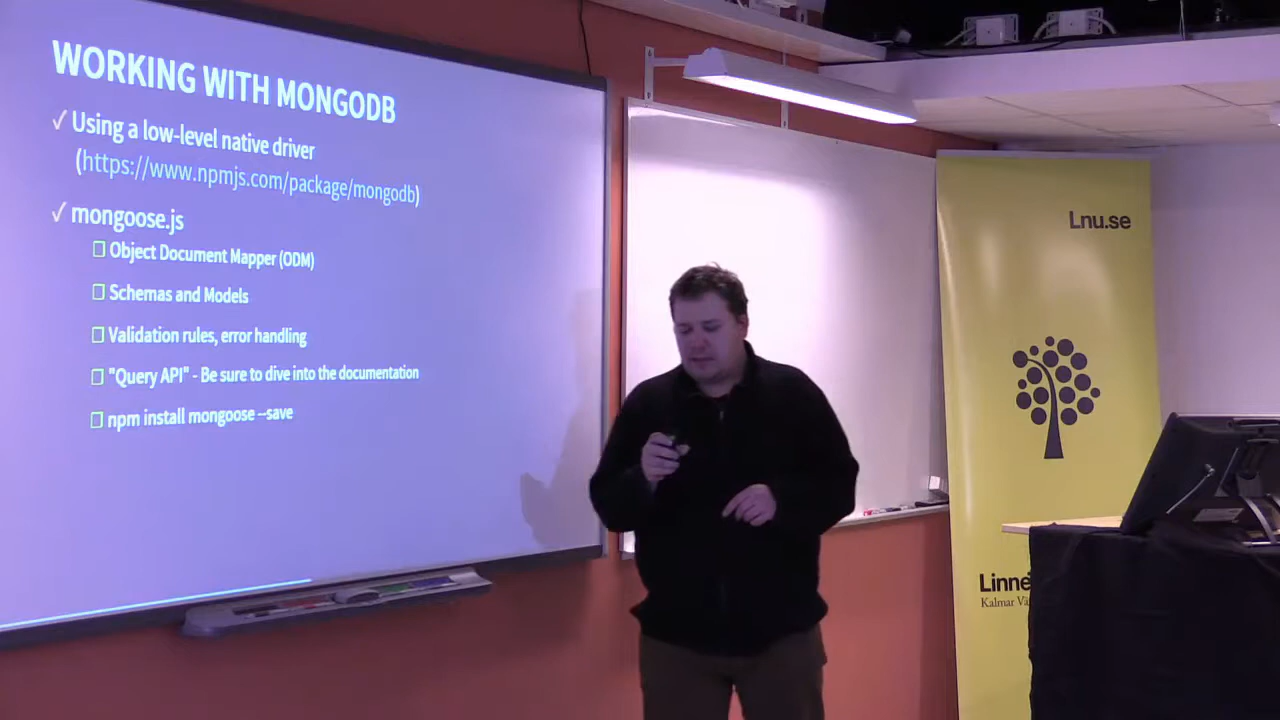 WORKING WITH MONGODB
✓ Using a low-level native driver
(https://www.npmjs.com/package/mongodb)
✓ mongoose.js
Object Document Mapper (ODM)
Schemas and Models
Validation rules, error handling
"Query API" - Be sure to dive into the documentation
npm install mongoose --save
Lnu.se
Linne
Kalmar Vä